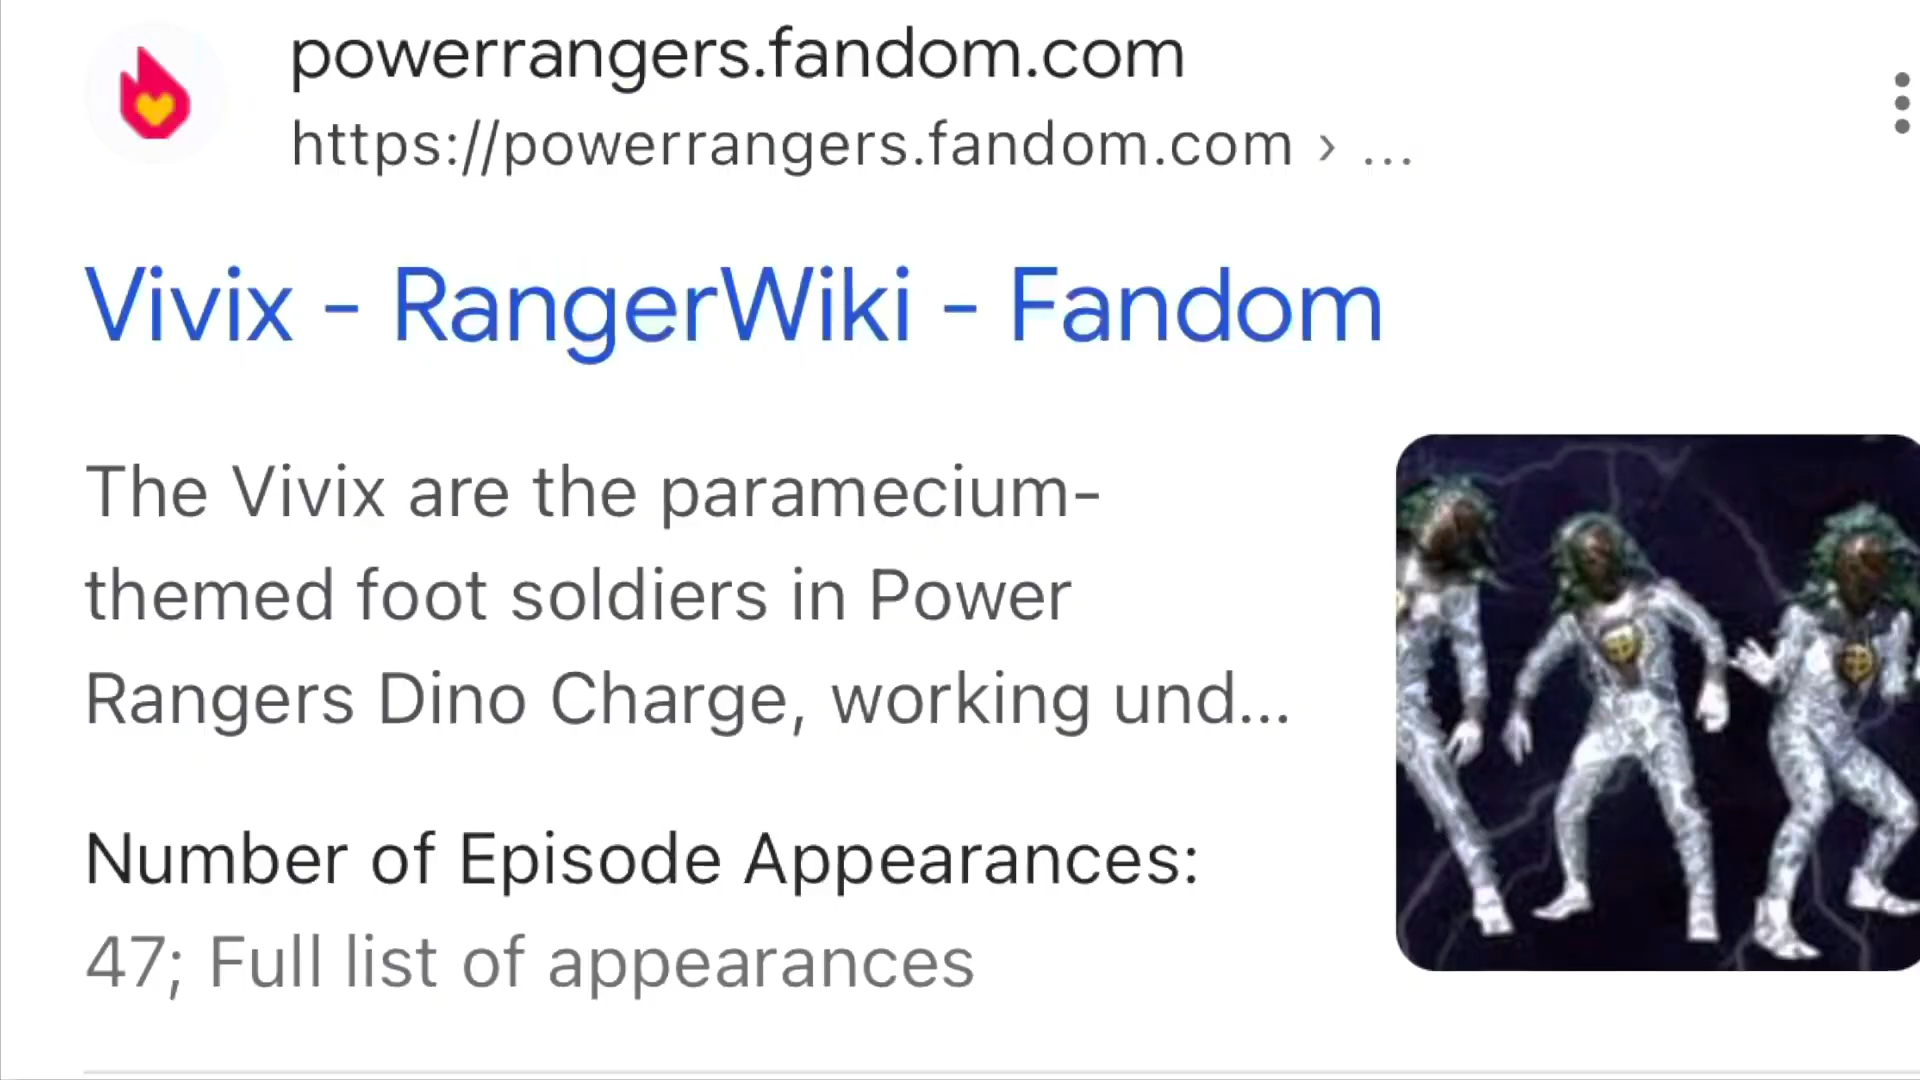 powerrangers.fandom.com
https://powerrangers.fandom.com › ...
Vivix - RangerWiki - Fandom
The Vivix are the paramecium-
themed foot soldiers in Power
Rangers Dino Charge, working und...
Number of Episode Appearances:
47; Full list of appearances